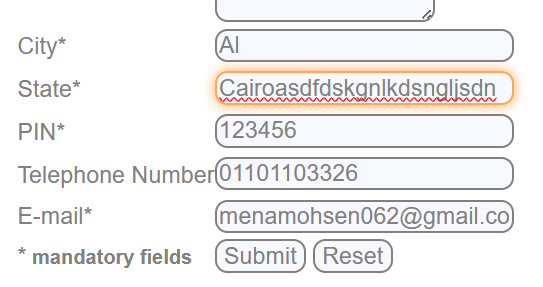 City* Al
State* Cairoasdfdskgnlkdsngljsdn
PIN* 123456
Telephone Number 01101103326
E-mail* menamohsen062@gmail.co
* mandatory fields Submit Reset